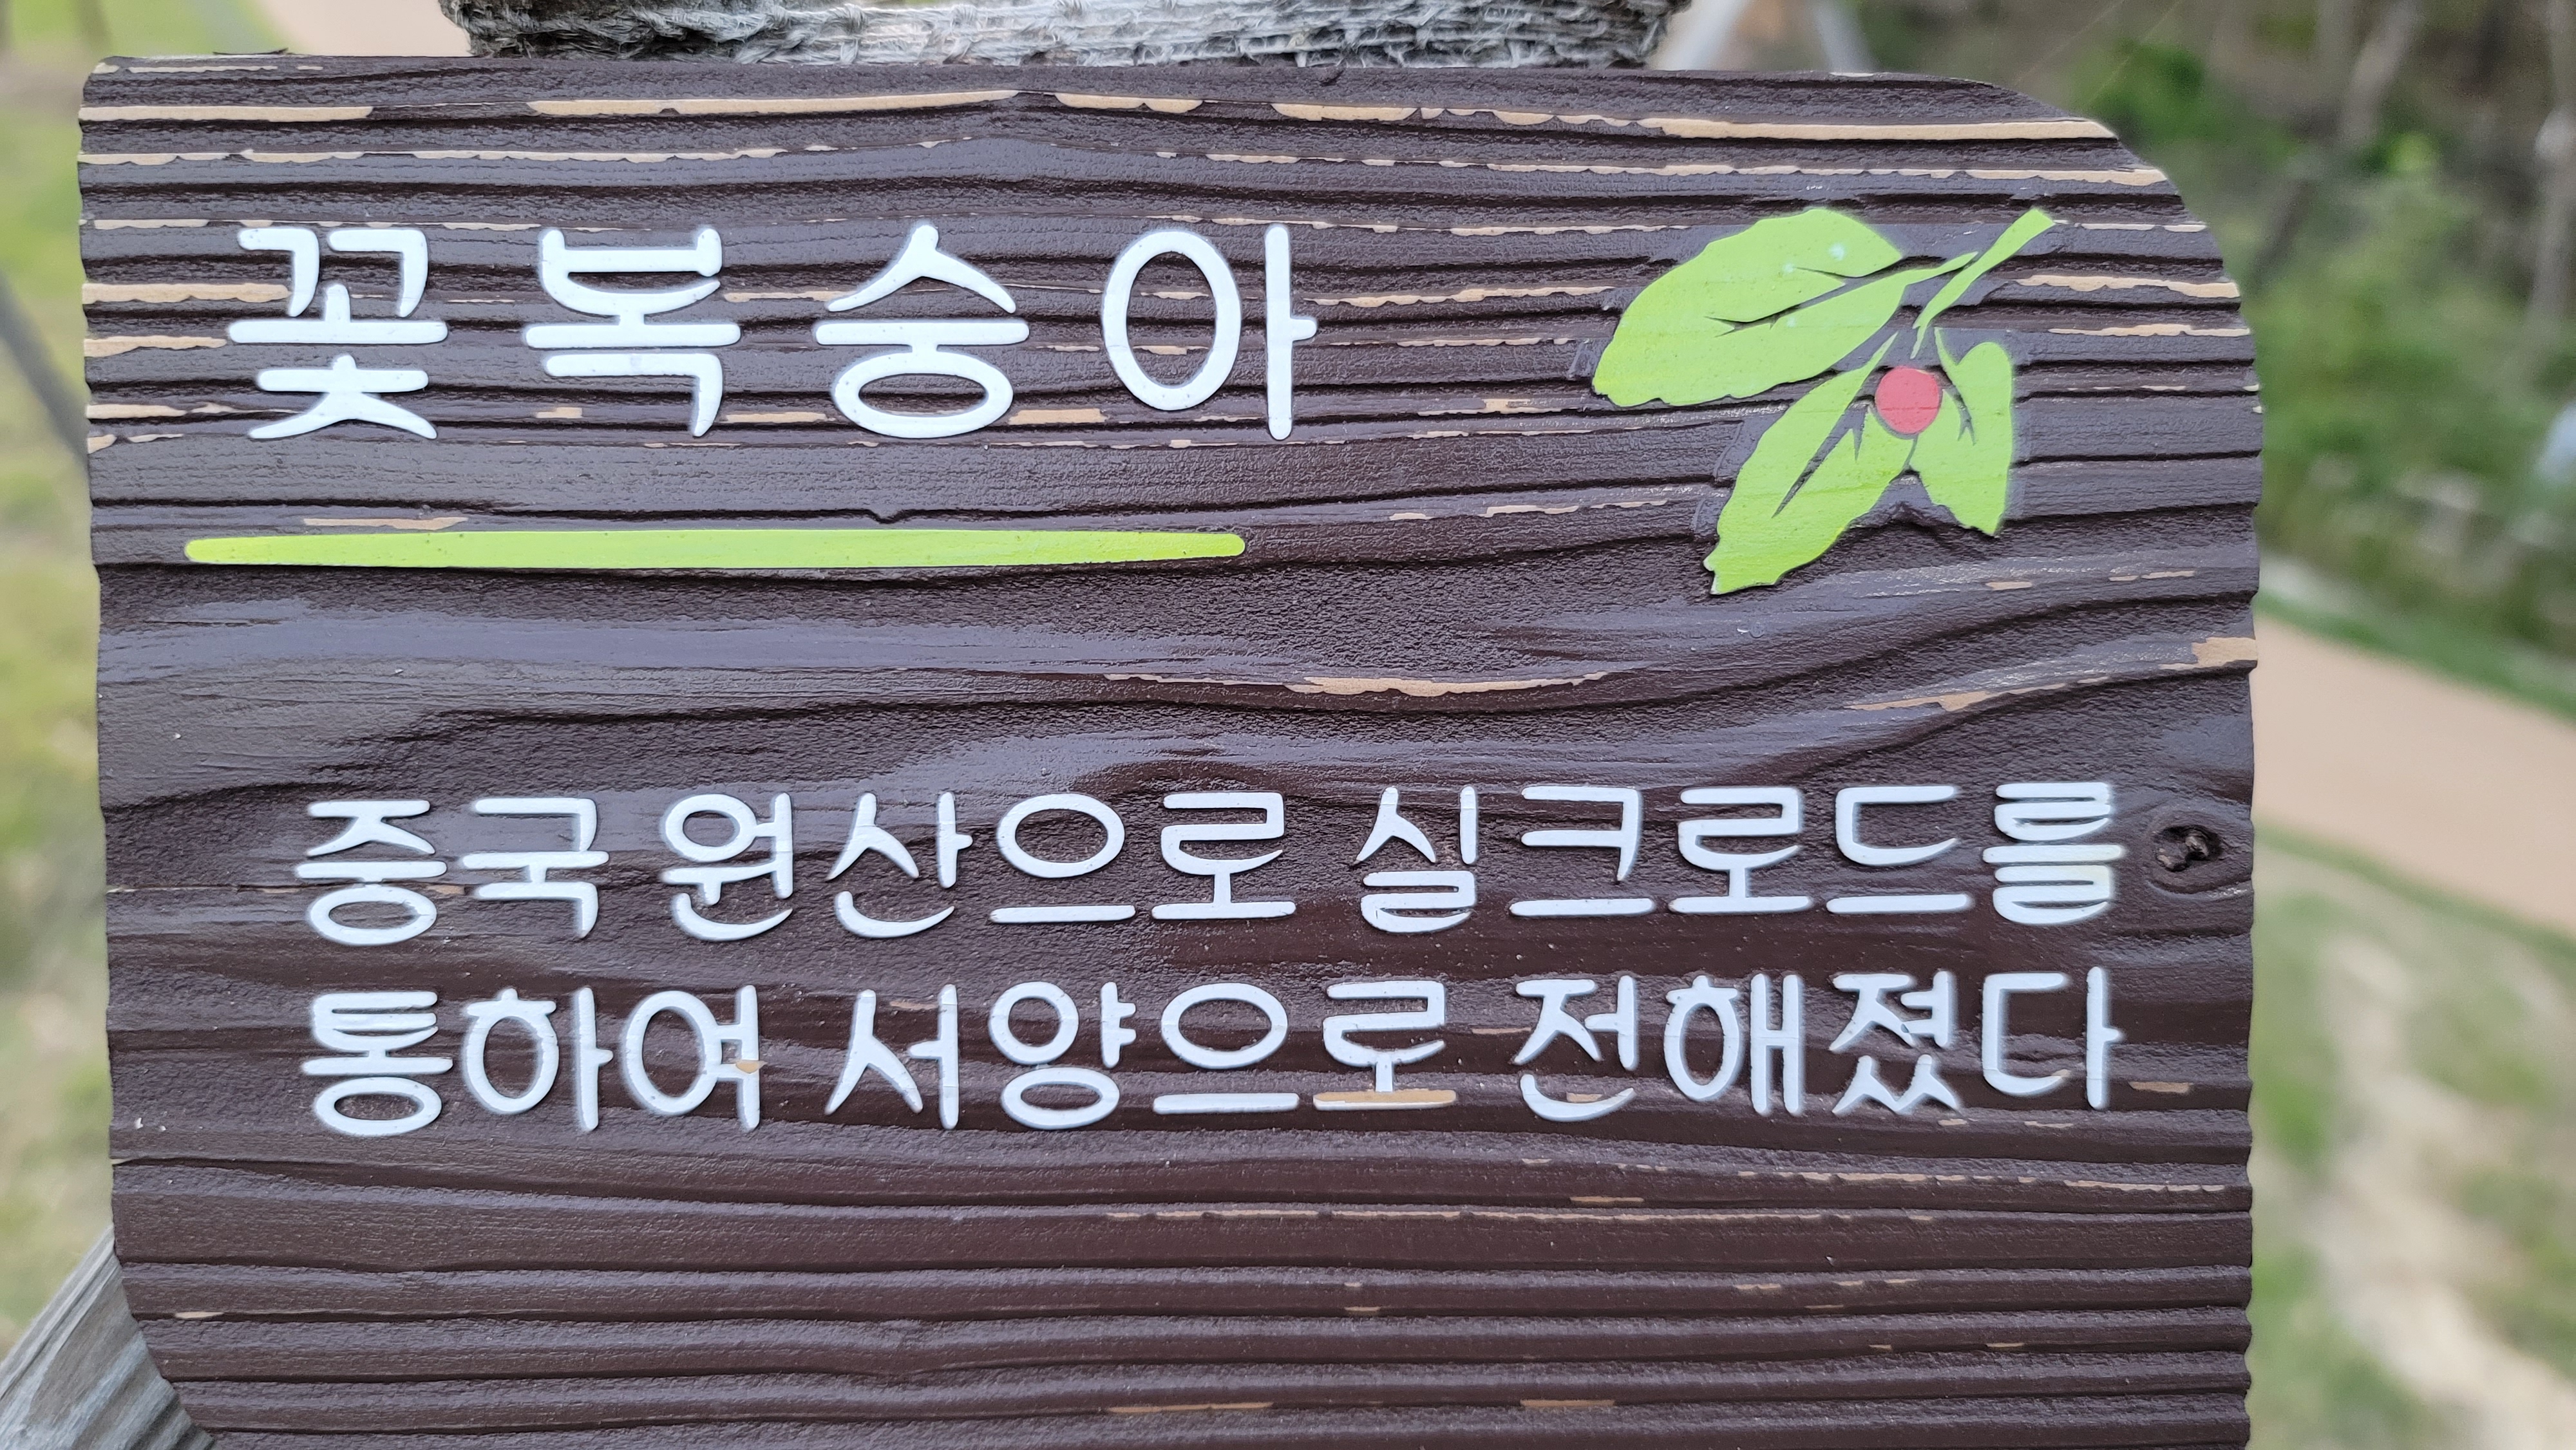 꽃복숭아
중국 원산으로 실크로드를
통하여 서양으로 전해졌다